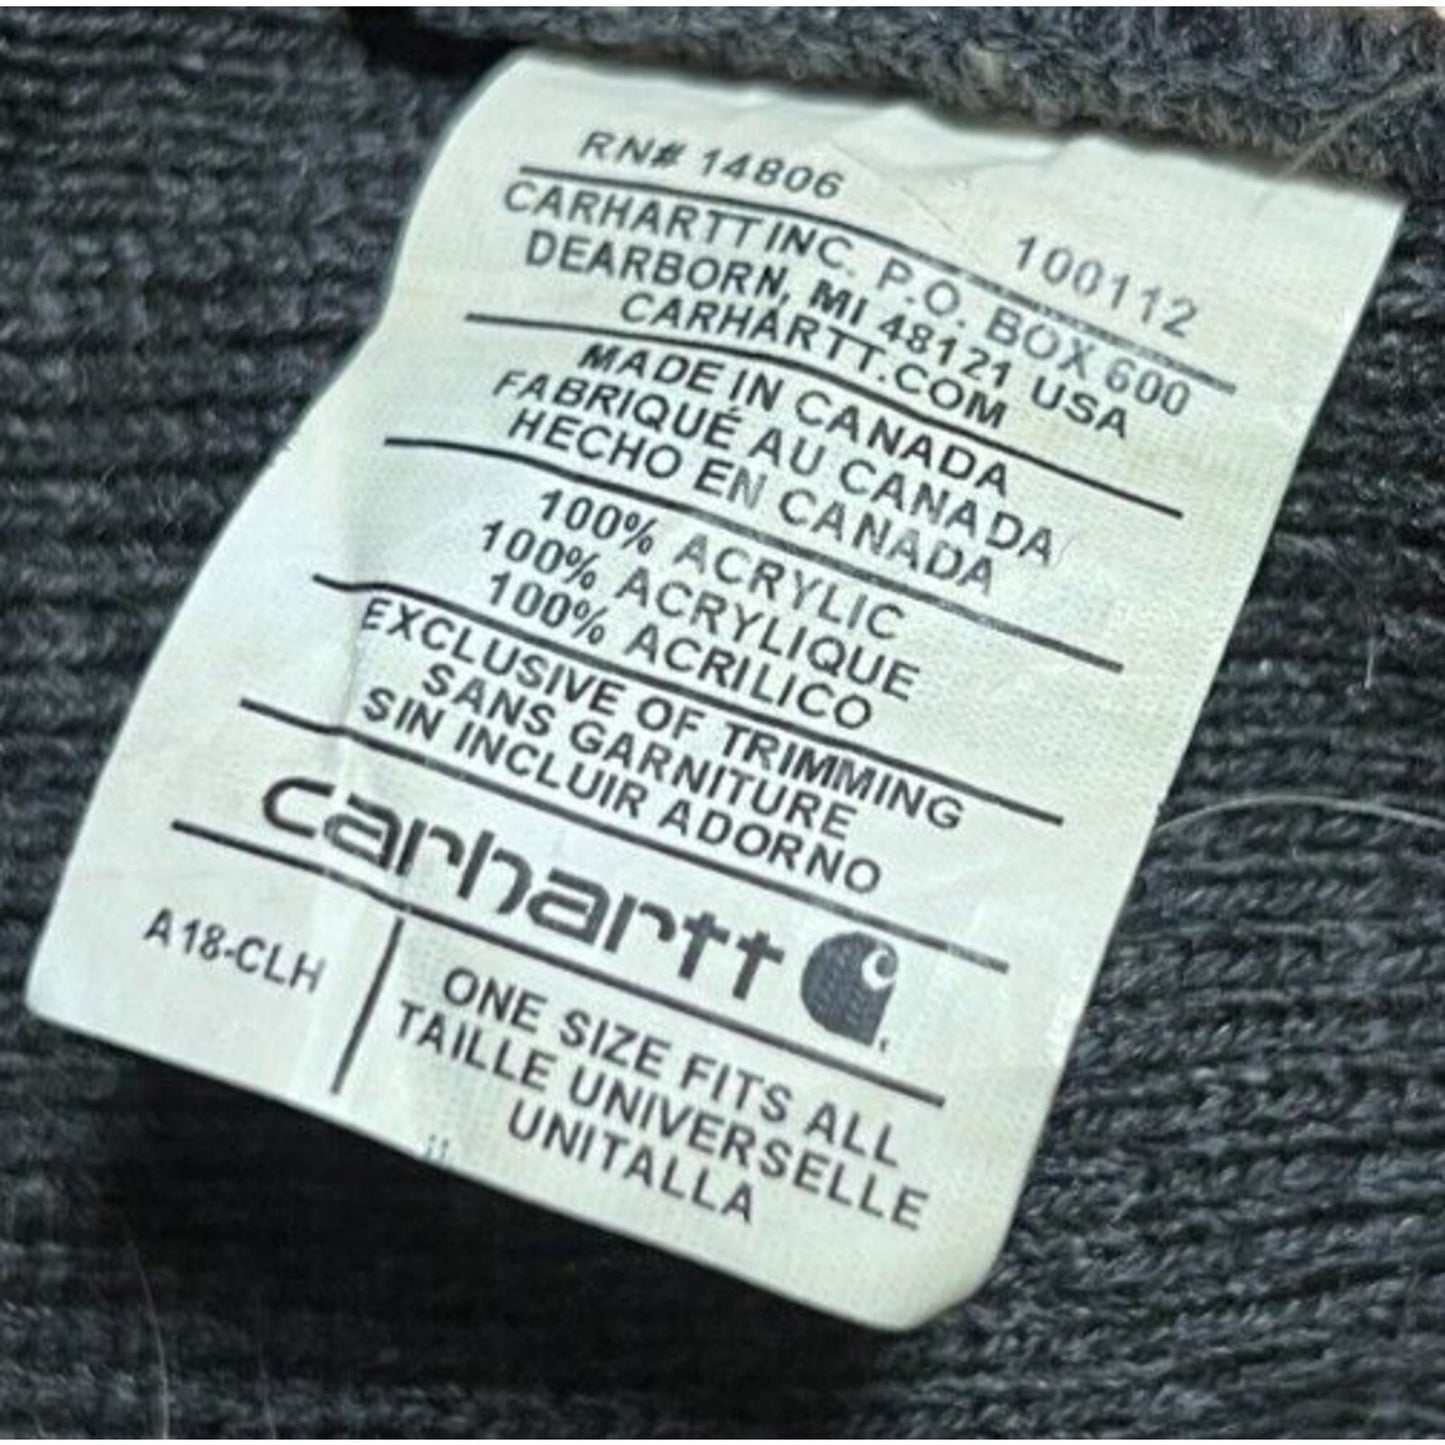 RN# 14806 100112
CARHARTT INC. P.O. BOX 600
DEARBORN, MI 48121 USA
CARHARTT.COM
MADE IN CANADA
FABRIQUÉ AU CANADA
HECHO EN CANADA
100% ACRYLIC
100% ACRYLIQUE
100% ACRILICO
EXCLUSIVE OF TRIMMING
SANS GARNITURE
SIN INCLUIR ADORNO
carhartt
A18-CLH
ONE SIZE FITS ALL
TAILLE UNIVERSELLE
UNITALLA